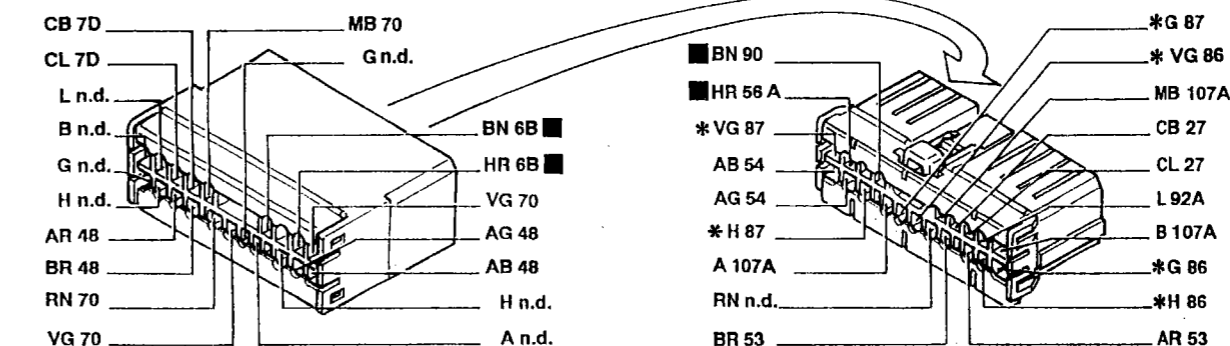 CB 7D
CL 7D
L n.d.
B n.d.
G n.d.
H n.d.
AR 48
BR 48
RN 70
VG 70
MB 70
G n.d.
BN 6B ■
HR 6B ■
VG 70
AG 48
AB 48
H n.d.
A n.d.
■ BN 90
■ HR 56 A
* VG 87
AB 54
AG 54
* H 87
A 107A
RN n.d.
BR 53
*G 87
* VG 86
MB 107A
CB 27
CL 27
L 92A
B 107A
*G 86
*H 86
AR 53